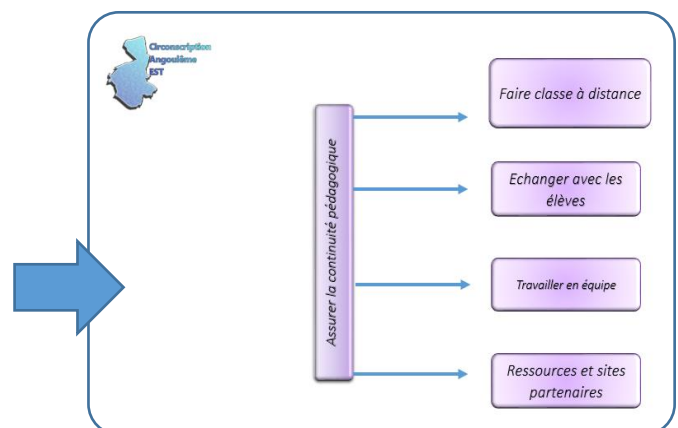 Circonscription
Angoulême
EST
Assurer la continuité pédagogique
Faire classe à distance
Echanger avec les
élèves
Travailler en équipe
Ressources et sites
partenaires